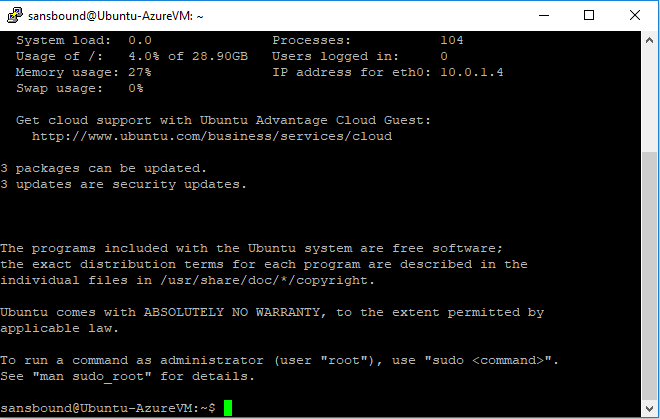 sansbound@Ubuntu-AzureVM: ~
System load: 0.0 Processes: 104
Usage of /: 4.0% of 28.90GB Users logged in: 0
Memory usage: 27% IP address for eth0: 10.0.1.4
Swap usage: 0%
Get cloud support with Ubuntu Advantage Cloud Guest:
http://www.ubuntu.com/business/services/cloud
3 packages can be updated.
3 updates are security updates.
The programs included with the Ubuntu system are free software;
the exact distribution terms for each program are described in the
individual files in /usr/share/doc/*/copyright.
Ubuntu comes with ABSOLUTELY NO WARRANTY, to the extent permitted by
applicable law.
To run a command as administrator (user "root"), use "sudo <command>".
See "man sudo_root" for details.
sansbound@Ubuntu-AzureVM:~$